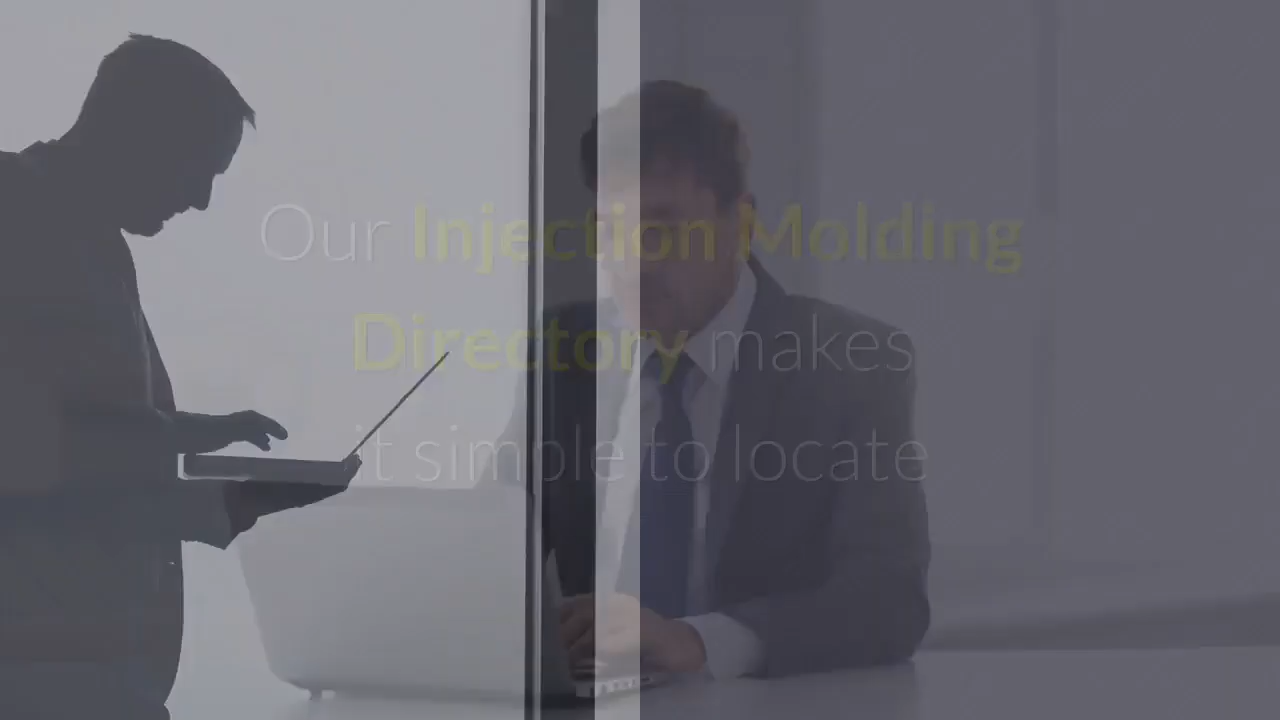 Our Injection Molding
Directory makes
it simple to locate